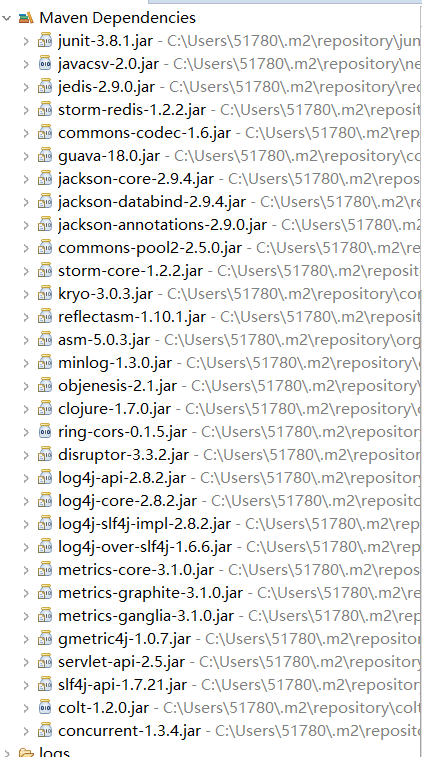 Maven Dependencies
junit-3.8.1.jar - C:\Users\51780\.m2\repository\jun
javacsv-2.0.jar - C:\Users\51780\.m2\repository\ne
jedis-2.9.0.jar - C:\Users\51780\.m2\repository\red
storm-redis-1.2.2.jar - C:\Users\51780\.m2\reposit
commons-codec-1.6.jar - C:\Users\51780\.m2\rep
guava-18.0.jar - C:\Users\51780\.m2\repository\co
jackson-core-2.9.4.jar - C:\Users\51780\.m2\repo
jackson-databind-2.9.4.jar - C:\Users\51780\.m2\r
jackson-annotations-2.9.0.jar - C:\Users\51780\.m
commons-pool2-2.5.0.jar - C:\Users\51780\.m2\r
storm-core-1.2.2.jar - C:\Users\51780\.m2\reposit
kryo-3.0.3.jar - C:\Users\51780\.m2\repository\cor
reflectasm-1.10.1.jar - C:\Users\51780\.m2\reposi
asm-5.0.3.jar - C:\Users\51780\.m2\repository\org
minlog-1.3.0.jar - C:\Users\51780\.m2\repository\
objenesis-2.1.jar - C:\Users\51780\.m2\repository\
clojure-1.7.0.jar - C:\Users\51780\.m2\repository\
ring-cors-0.1.5.jar - C:\Users\51780\.m2\repositor
disruptor-3.3.2.jar - C:\Users\51780\.m2\repositor
log4j-api-2.8.2.jar - C:\Users\51780\.m2\reposito
log4j-core-2.8.2.jar - C:\Users\51780\.m2\reposit
log4j-slf4j-impl-2.8.2.jar - C:\Users\51780\.m2\rep
log4j-over-slf4j-1.6.6.jar - C:\Users\51780\.m2\re
metrics-core-3.1.0.jar - C:\Users\51780\.m2\repo
metrics-graphite-3.1.0.jar - C:\Users\51780\.m2\r
metrics-ganglia-3.1.0.jar - C:\Users\51780\.m2\re
gmetric4j-1.0.7.jar - C:\Users\51780\.m2\reposito
servlet-api-2.5.jar - C:\Users\51780\.m2\repositor
slf4j-api-1.7.21.jar - C:\Users\51780\.m2\reposito
colt-1.2.0.jar - C:\Users\51780\.m2\repository\colt
concurrent-1.3.4.jar - C:\Users\51780\.m2\reposit
logs